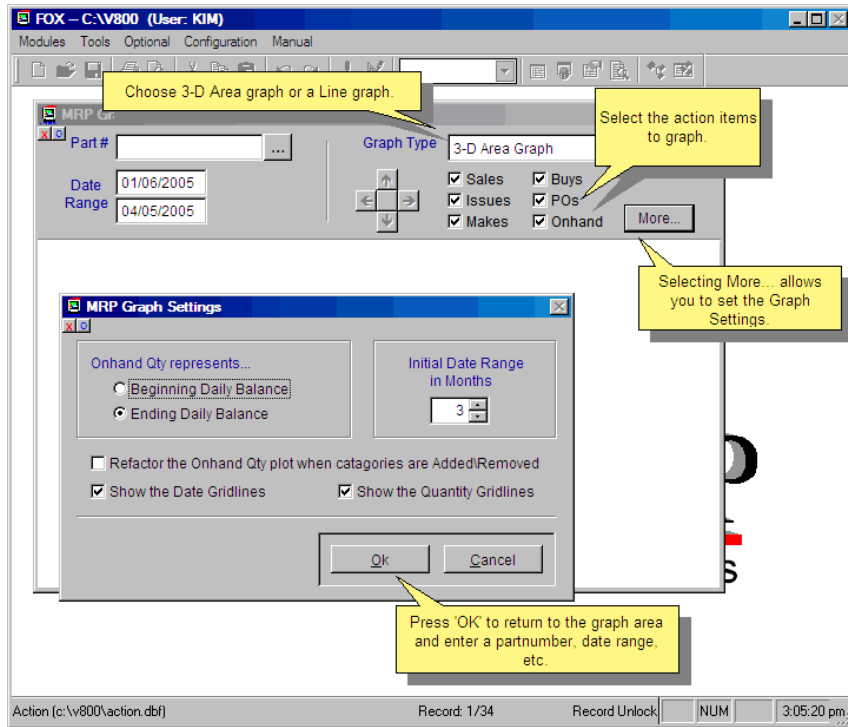 FOX – C:\V800 (User: KIM)
Modules Tools Optional Configuration Manual
Choose 3-D Area graph or a Line graph.
MRP Gr
Select the action items
to graph.
X O
Part #
...
Graph Type
3-D Area Graph
Date
Range
01/06/2005
04/05/2005
Sales
Buys
Issues
POs
Makes
Onhand
More...
Selecting More... allows
you to set the Graph
Settings.
MRP Graph Settings
X O
Onhand Qty represents...
Beginning Daily Balance
Ending Daily Balance
Initial Date Range
in Months
3
Refactor the Onhand Qty plot when catagories are Added\Removed
Show the Date Gridlines
Show the Quantity Gridlines
Ok
Cancel
s
Press 'OK' to return to the graph area
and enter a partnumber, date range,
etc.
Action (c:\v800\action.dbf) Record: 1/34 Record Unlock NUM 3:05:20 pm